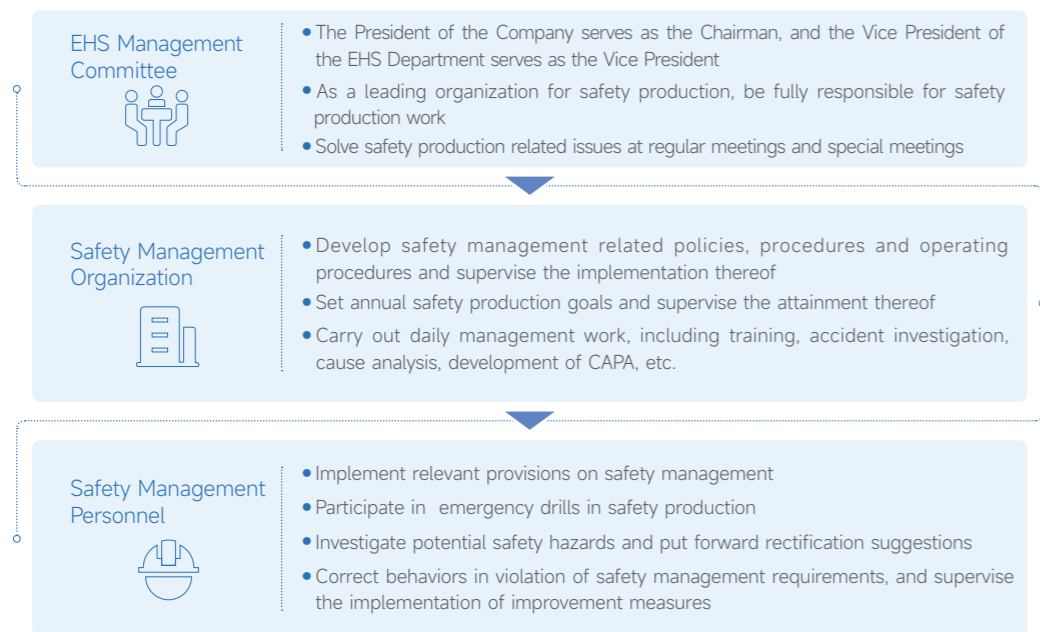 EHS Management
Committee
• The President of the Company serves as the Chairman, and the Vice President of
the EHS Department serves as the Vice President
• As a leading organization for safety production, be fully responsible for safety
production work
• Solve safety production related issues at regular meetings and special meetings
Safety Management
Organization
• Develop safety management related policies, procedures and operating
procedures and supervise the implementation thereof
• Set annual safety production goals and supervise the attainment thereof
• Carry out daily management work, including training, accident investigation,
cause analysis, development of CAPA, etc.
Safety Management
Personnel
• Implement relevant provisions on safety management
• Participate in emergency drills in safety production
• Investigate potential safety hazards and put forward rectification suggestions
• Correct behaviors in violation of safety management requirements, and supervise
the implementation of improvement measures